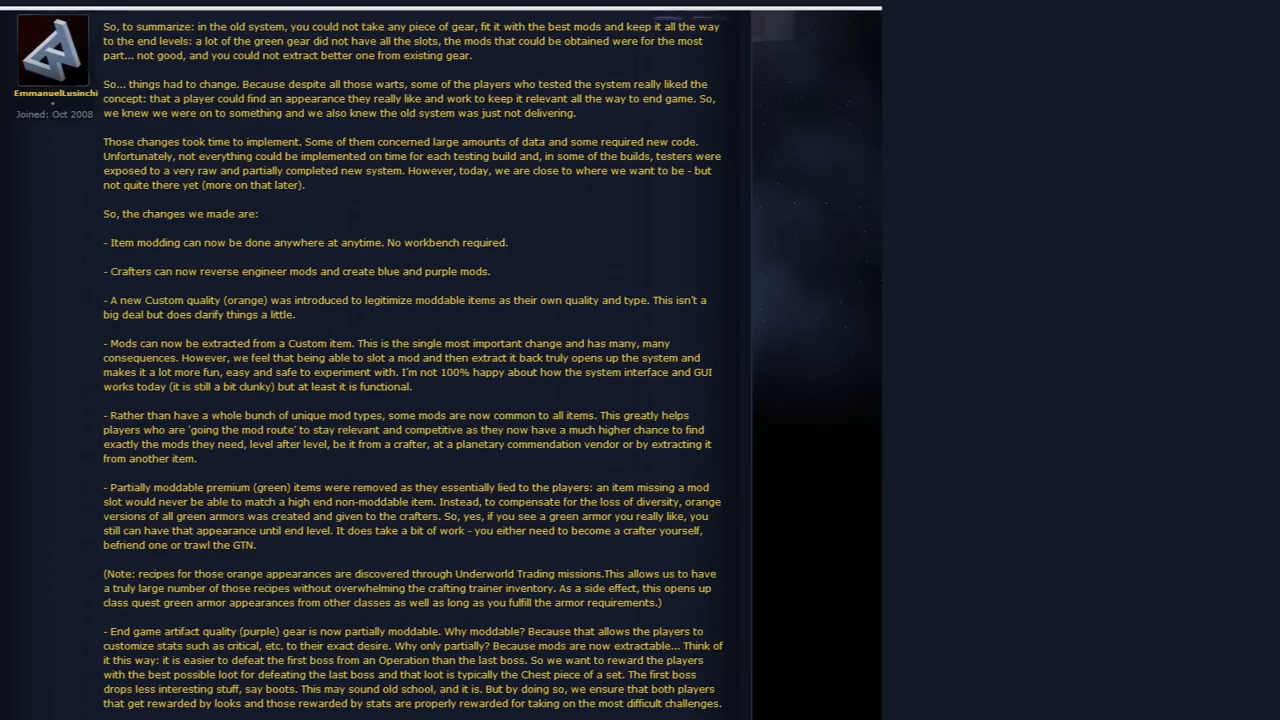 So, to summarize: in the old system, you could not take any piece of gear, fit it with the best mods and keep it all the way
to the end levels: a lot of the green gear did not have all the slots, the mods that could be obtained were for the most
part... not good, and you could not extract better one from existing gear.
EmmanuelLusinchi
Joined: Oct 2008
So... things had to change. Because despite all those warts, some of the players who tested the system really liked the
concept: that a player could find an appearance they really like and work to keep it relevant all the way to end game. So,
we knew we were on to something and we also knew the old system was just not delivering.
Those changes took time to implement. Some of them concerned large amounts of data and some required new code.
Unfortunately, not everything could be implemented on time for each testing build and, in some of the builds, testers were
exposed to a very raw and partially completed new system. However, today, we are close to where we want to be - but
not quite there yet (more on that later).
So, the changes we made are:
- Item modding can now be done anywhere at anytime. No workbench required.
- Crafters can now reverse engineer mods and create blue and purple mods.
- A new Custom quality (orange) was introduced to legitimize moddable items as their own quality and type. This isn't a
big deal but does clarify things a little.
- Mods can now be extracted from a Custom item. This is the single most important change and has many, many
consequences. However, we feel that being able to slot a mod and then extract it back truly opens up the system and
makes it a lot more fun, easy and safe to experiment with. I'm not 100% happy about how the system interface and GUI
works today (it is still a bit clunky) but at least it is functional.
- Rather than have a whole bunch of unique mod types, some mods are now common to all items. This greatly helps
players who are 'going the mod route' to stay relevant and competitive as they now have a much higher chance to find
exactly the mods they need, level after level, be it from a crafter, at a planetary commendation vendor or by extracting it
from another item.
- Partially moddable premium (green) items were removed as they essentially lied to the players: an item missing a mod
slot would never be able to match a high end non-moddable item. Instead, to compensate for the loss of diversity, orange
versions of all green armors was created and given to the crafters. So, yes, if you see a green armor you really like, you
still can have that appearance until end level. It does take a bit of work - you either need to become a crafter yourself,
befriend one or trawl the GTN.
(Note: recipes for those orange appearances are discovered through Underworld Trading missions.This allows us to have
a truly large number of those recipes without overwhelming the crafting trainer inventory. As a side effect, this opens up
class quest green armor appearances from other classes as well as long as you fulfill the armor requirements.)
- End game artifact quality (purple) gear is now partially moddable. Why moddable? Because that allows the players to
customize stats such as critical, etc. to their exact desire. Why only partially? Because mods are now extractable... Think of
it this way: it is easier to defeat the first boss from an Operation than the last boss. So we want to reward the players
with the best possible loot for defeating the last boss and that loot is typically the Chest piece of a set. The first boss
drops less interesting stuff, say boots. This may sound old school, and it is. But by doing so, we ensure that both players
that get rewarded by looks and those rewarded by stats are properly rewarded for taking on the most difficult challenges.